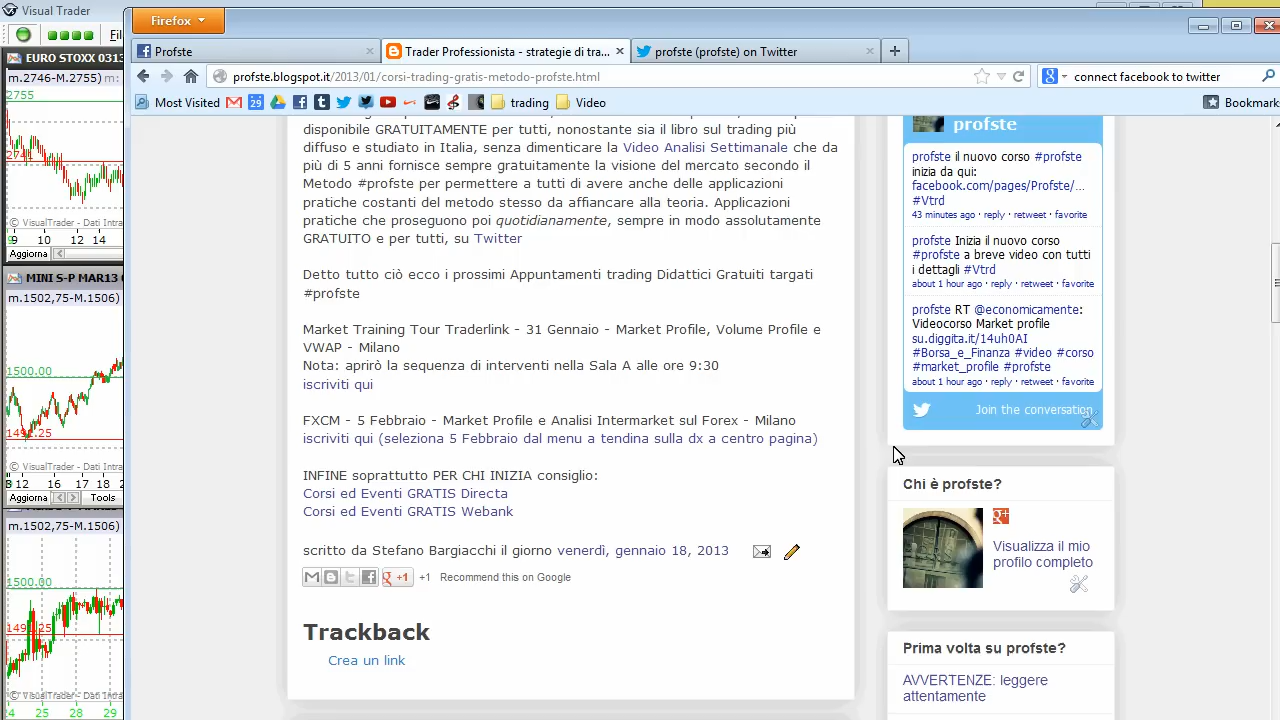 Visual Trader
Firefox
Fil
EURO STOXX 0313
m.2746-M.2755) m:
2755
2741
© VisualTrader - Dati Intra
9 10 12 14
Aggiorna
MINI S-P MAR13
m.1502,75-M.1506)
1500.00
1491.25
© VisualTrader - Dati Intra
8 12 16 17 18 2
Aggiorna Tools
m.1502,75-M.1506)
1500.00
1491.25
© VisualTrader - Dati Intra
24 25 28 29
Profste
Trader Professionista - strategie di tra...
profste (profste) on Twitter
profste.blogspot.it/2013/01/corsi-trading-gratis-metodo-profste.html
connect facebook to twitter
Most Visited
29
trading
Video
Bookmark
disponibile GRATUITAMENTE per tutti, nonostante sia il libro sul trading più
diffuso e studiato in Italia, senza dimenticare la Video Analisi Settimanale che da
più di 5 anni fornisce sempre gratuitamente la visione del mercato secondo il
Metodo #profste per permettere a tutti di avere anche delle applicazioni
pratiche costanti del metodo stesso da affiancare alla teoria. Applicazioni
pratiche che proseguono poi quotidianamente, sempre in modo assolutamente
GRATUITO e per tutti, su Twitter
Detto tutto ciò ecco i prossimi Appuntamenti trading Didattici Gratuiti targati
#profste
Market Training Tour Traderlink - 31 Gennaio - Market Profile, Volume Profile e
VWAP - Milano
Nota: aprirò la sequenza di interventi nella Sala A alle ore 9:30
iscriviti qui
FXCM - 5 Febbraio - Market Profile e Analisi Intermarket sul Forex - Milano
iscriviti qui (seleziona 5 Febbraio dal menu a tendina sulla dx a centro pagina)
INFINE soprattutto PER CHI INIZIA consiglio:
Corsi ed Eventi GRATIS Directa
Corsi ed Eventi GRATIS Webank
scritto da Stefano Bargiacchi il giorno venerdì, gennaio 18, 2013
+1 +1 Recommend this on Google
Trackback
Crea un link
profste
profste il nuovo corso #profste
inizia da qui:
facebook.com/pages/Profste/...
#Vtrd
43 minutes ago · reply · retweet · favorite
profste Inizia il nuovo corso
#profste a breve video con tutti
i dettagli #Vtrd
about 1 hour ago · reply · retweet · favorite
profste RT @economicamente:
Videocorso Market profile
su.diggita.it/14uh0AI
#Borsa_e_Finanza #video #corso
#market_profile #profste
about 1 hour ago · reply · retweet · favorite
Join the conversation
Chi è profste?
Visualizza il mio
profilo completo
Prima volta su profste?
AVVERTENZE: leggere
attentamente